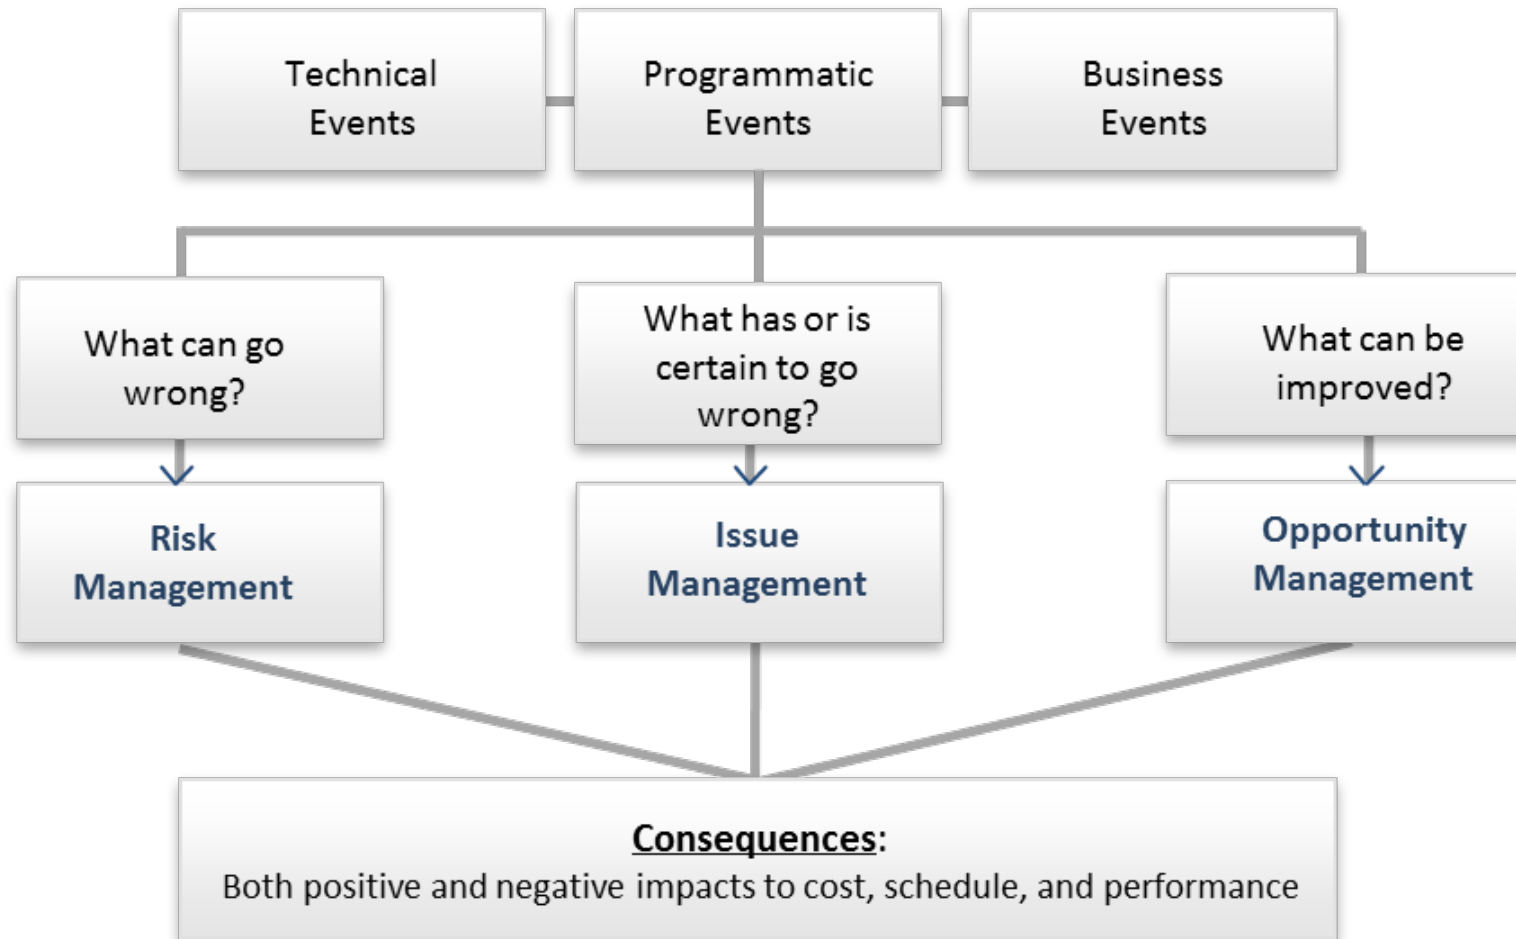 Technical
Events
Programmatic
Events
Business
Events
What can go
wrong?
What has or is
certain to go
wrong?
What can be
improved?
Risk
Management
Issue
Management
Opportunity
Management
Consequences:
Both positive and negative impacts to cost, schedule, and performance